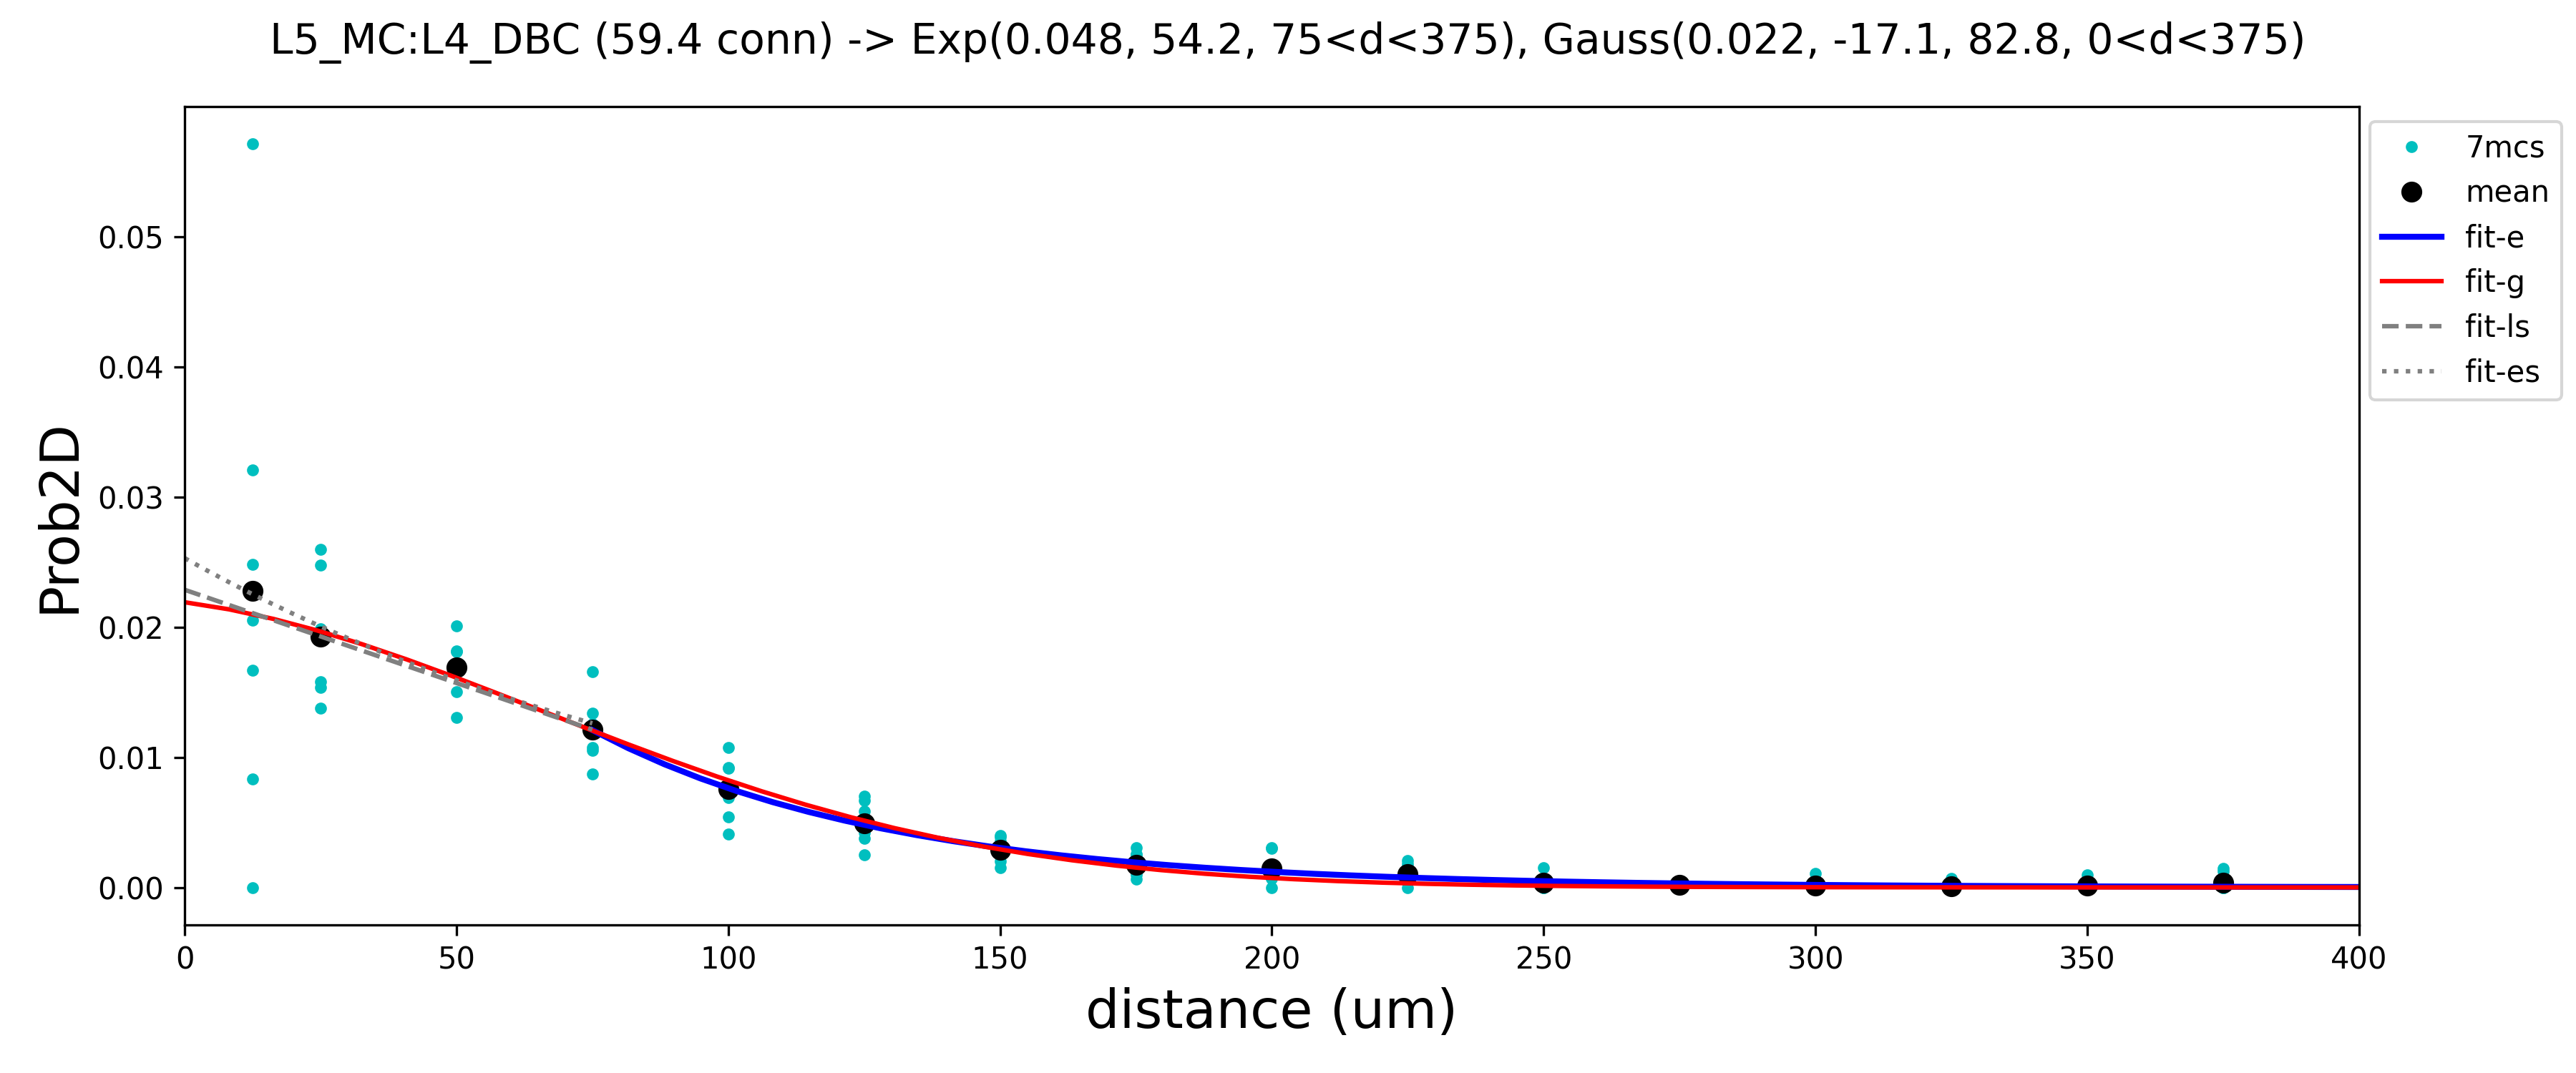 L5_MC:L4_DBC (59.4 conn) -> Exp(0.048, 54.2, 75<d<375), Gauss(0.022, -17.1, 82.8, 0<d<375)
7mcs
mean
fit-e
fit-g
fit-ls
fit-es
Prob2D
0.05
0.04
0.03
0.02
0.01
0.00
0 50 100 150 200 250 300 350 400
distance (um)